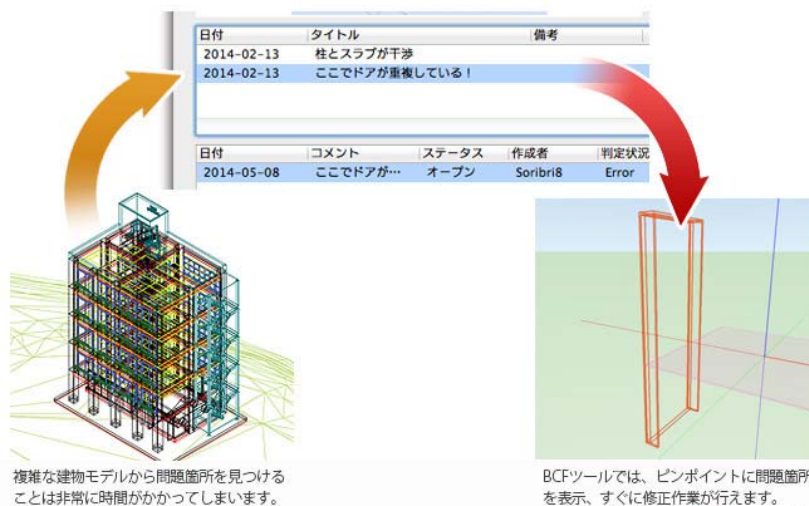 日付 タイトル 備考
2014-02-13 柱とスラブが干渉
2014-02-13 ここでドアが重複している！
日付 コメント ステータス 作成者 判定状況
2014-05-08 ここでドアが… オープン Soribri8 Error
複雑な建物モデルから問題箇所を見つける
ことは非常に時間がかかってしまいます。
BCFツールでは、ピンポイントに問題箇所
を表示、すぐに修正作業が行えます。